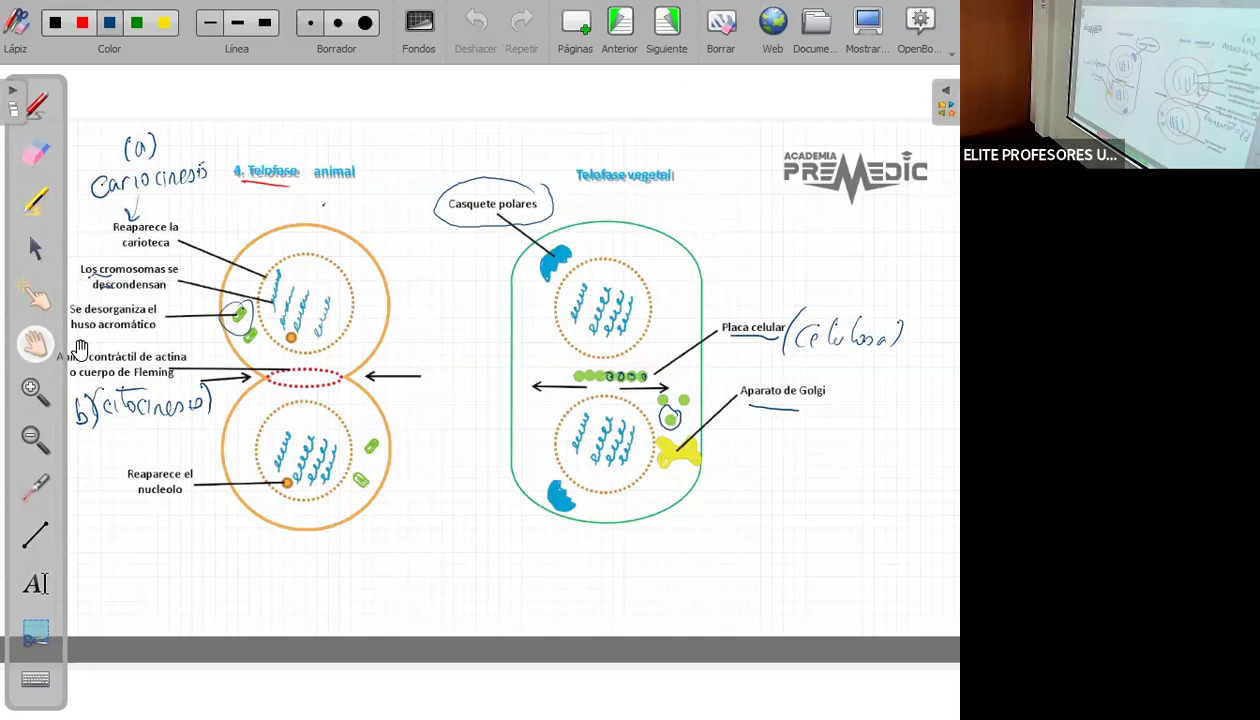 Lápiz
Color
Línea
Borrador
Fondos
Deshacer
Repetir
Páginas
Anterior
Siguiente
Borrar
Web
Docume...
Mostrar...
OpenBo...
ELITE PROFESORES U...
(a)
Cariocinesis
4. Telofase animal
Telofase vegetal
ACADEMIA
PREMEDIC
Casquete polares
Reaparece la
carioteca
Los cromosomas se
descondensan
Se desorganiza el
huso acromático
contráctil de actina
o cuerpo de Fleming
b) (citocinesis)
Reaparece el
nucleolo
Placa celular (Celulosa)
Aparato de Golgi